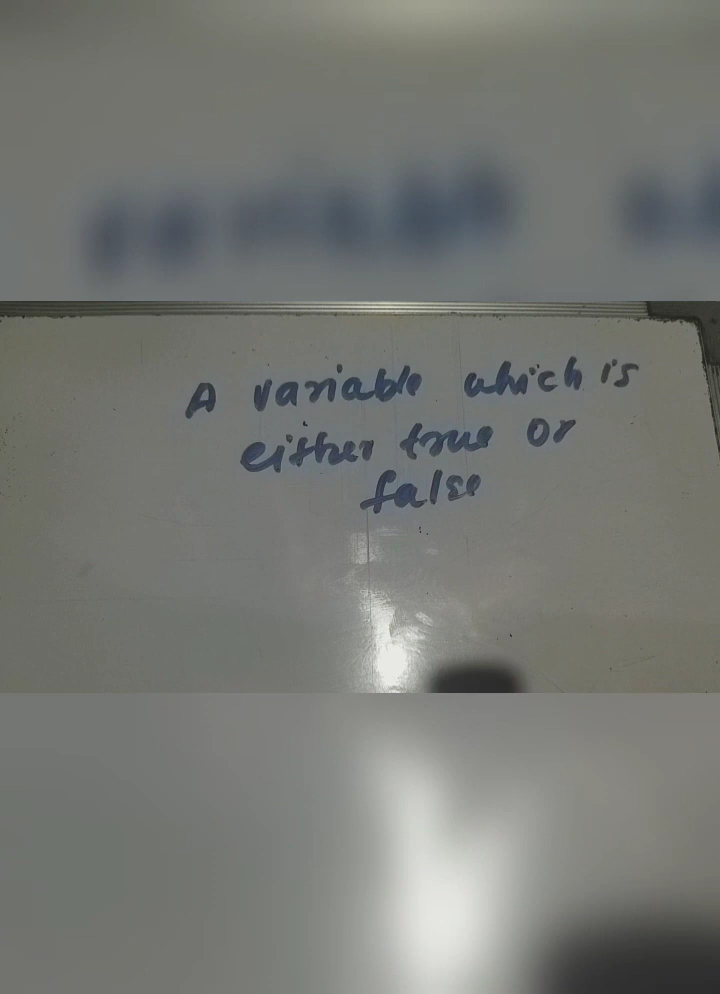 A variable which is
either true or
false